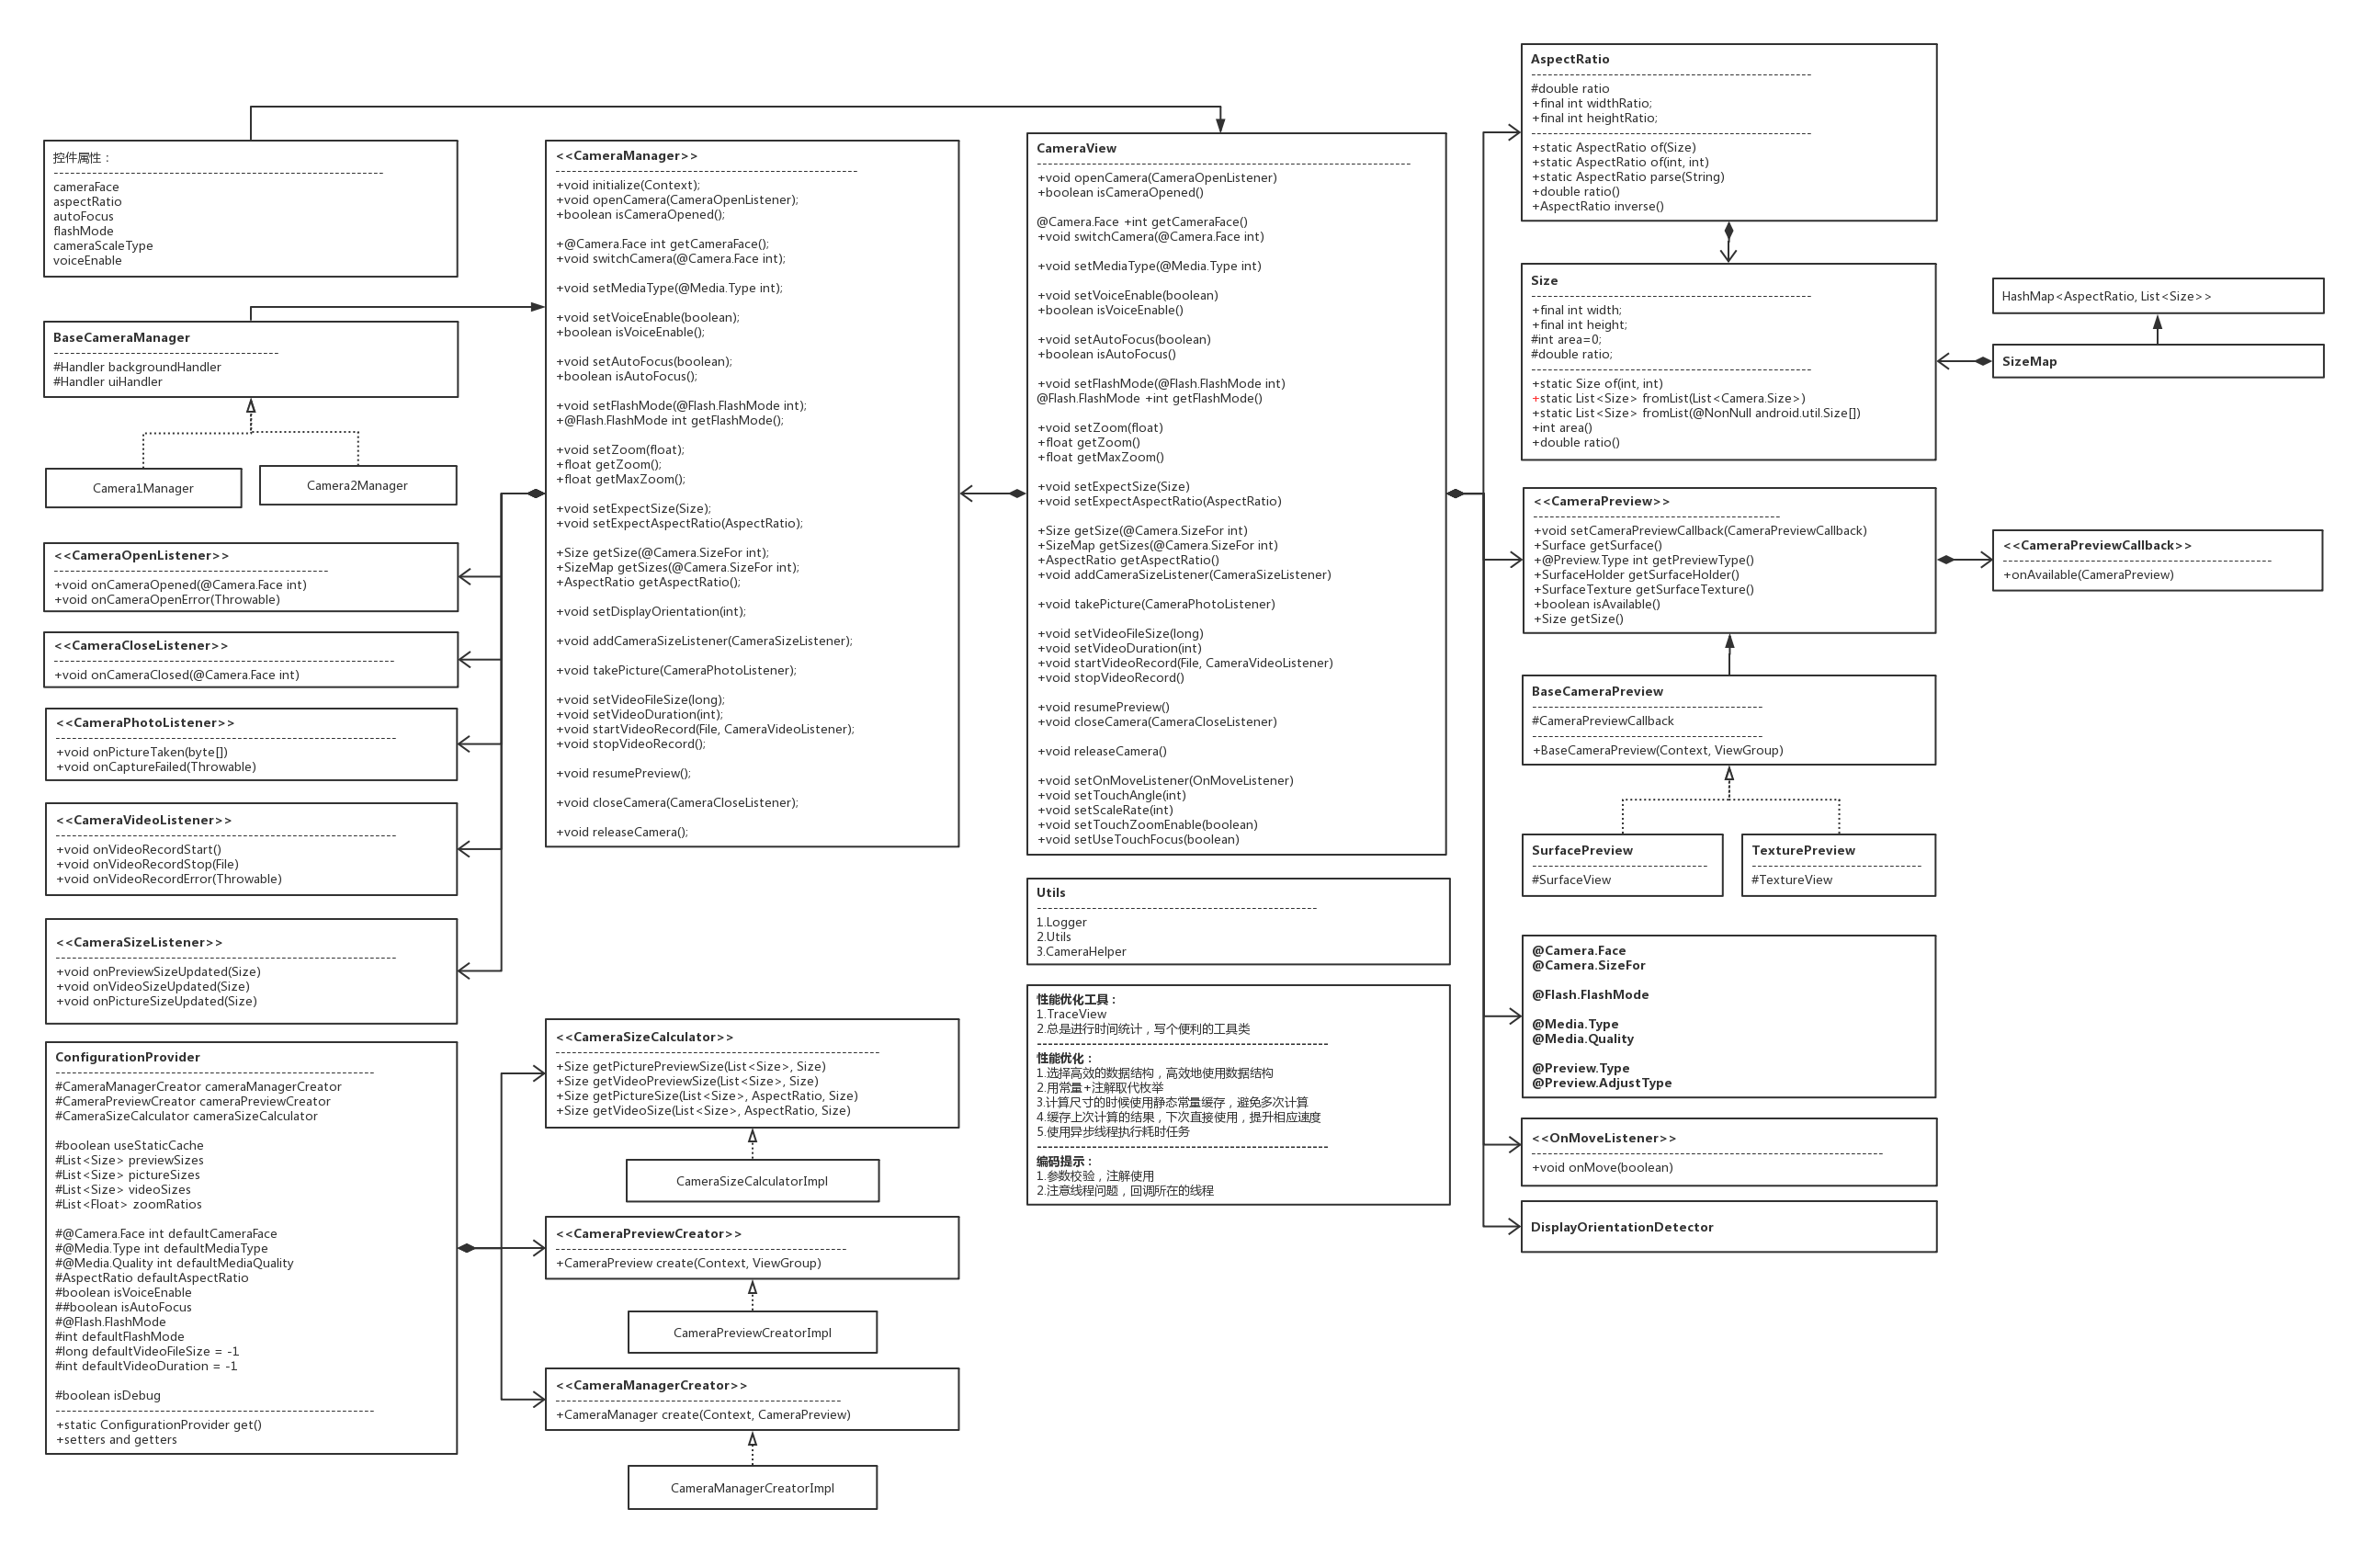 控件属性：
cameraFace
aspectRatio
autoFocus
flashMode
cameraScaleType
voiceEnable
BaseCameraManager
#Handler backgroundHandler
#Handler uiHandler
Camera1Manager
Camera2Manager
<<CameraOpenListener>>
+void onCameraOpened(@Camera.Face int)
+void onCameraOpenError(Throwable)
<<CameraCloseListener>>
+void onCameraClosed(@Camera.Face int)
<<CameraPhotoListener>>
+void onPictureTaken(byte[])
+void onCaptureFailed(Throwable)
<<CameraVideoListener>>
+void onVideoRecordStart()
+void onVideoRecordStop(File)
+void onVideoRecordError(Throwable)
<<CameraSizeListener>>
+void onPreviewSizeUpdated(Size)
+void onVideoSizeUpdated(Size)
+void onPictureSizeUpdated(Size)
ConfigurationProvider
#CameraManagerCreator cameraManagerCreator
#CameraPreviewCreator cameraPreviewCreator
#CameraSizeCalculator cameraSizeCalculator
#boolean useStaticCache
#List<Size> previewSizes
#List<Size> pictureSizes
#List<Size> videoSizes
#List<Float> zoomRatios
#@Camera.Face int defaultCameraFace
#@Media.Type int defaultMediaType
#@Media.Quality int defaultMediaQuality
#AspectRatio defaultAspectRatio
#boolean isVoiceEnable
##boolean isAutoFocus
#@Flash.FlashMode
#int defaultFlashMode
#long defaultVideoFileSize = -1
#int defaultVideoDuration = -1
#boolean isDebug
+static ConfigurationProvider get()
+setters and getters
<<CameraManager>>
+void initialize(Context);
+void openCamera(CameraOpenListener);
+boolean isCameraOpened();
+@Camera.Face int getCameraFace();
+void switchCamera(@Camera.Face int);
+void setMediaType(@Media.Type int);
+void setVoiceEnable(boolean);
+boolean isVoiceEnable();
+void setAutoFocus(boolean);
+boolean isAutoFocus();
+void setFlashMode(@Flash.FlashMode int);
+@Flash.FlashMode int getFlashMode();
+void setZoom(float);
+float getZoom();
+float getMaxZoom();
+void setExpectSize(Size);
+void setExpectAspectRatio(AspectRatio);
+Size getSize(@Camera.SizeFor int);
+SizeMap getSizes(@Camera.SizeFor int);
+AspectRatio getAspectRatio();
+void setDisplayOrientation(int);
+void addCameraSizeListener(CameraSizeListener);
+void takePicture(CameraPhotoListener);
+void setVideoFileSize(long);
+void setVideoDuration(int);
+void startVideoRecord(File, CameraVideoListener);
+void stopVideoRecord();
+void resumePreview();
+void closeCamera(CameraCloseListener);
+void releaseCamera();
<<CameraSizeCalculator>>
+Size getPicturePreviewSize(List<Size>, Size)
+Size getVideoPreviewSize(List<Size>, Size)
+Size getPictureSize(List<Size>, AspectRatio, Size)
+Size getVideoSize(List<Size>, AspectRatio, Size)
CameraSizeCalculatorImpl
<<CameraPreviewCreator>>
+CameraPreview create(Context, ViewGroup)
CameraPreviewCreatorImpl
<<CameraManagerCreator>>
+CameraManager create(Context, CameraPreview)
CameraManagerCreatorImpl
CameraView
+void openCamera(CameraOpenListener)
+boolean isCameraOpened()
@Camera.Face +int getCameraFace()
+void switchCamera(@Camera.Face int)
+void setMediaType(@Media.Type int)
+void setVoiceEnable(boolean)
+boolean isVoiceEnable()
+void setAutoFocus(boolean)
+boolean isAutoFocus()
+void setFlashMode(@Flash.FlashMode int)
@Flash.FlashMode +int getFlashMode()
+void setZoom(float)
+float getZoom()
+float getMaxZoom()
+void setExpectSize(Size)
+void setExpectAspectRatio(AspectRatio)
+Size getSize(@Camera.SizeFor int)
+SizeMap getSizes(@Camera.SizeFor int)
+AspectRatio getAspectRatio()
+void addCameraSizeListener(CameraSizeListener)
+void takePicture(CameraPhotoListener)
+void setVideoFileSize(long)
+void setVideoDuration(int)
+void startVideoRecord(File, CameraVideoListener)
+void stopVideoRecord()
+void resumePreview()
+void closeCamera(CameraCloseListener)
+void releaseCamera()
+void setOnMoveListener(OnMoveListener)
+void setTouchAngle(int)
+void setScaleRate(int)
+void setTouchZoomEnable(boolean)
+void setUseTouchFocus(boolean)
Utils
1.Logger
2.Utils
3.CameraHelper
性能优化工具：
1.TraceView
2.总是进行时间统计，写个便利的工具类
性能优化：
1.选择高效的数据结构，高效地使用数据结构
2.用常量+注解取代枚举
3.计算尺寸的时候使用静态常量缓存，避免多次计算
4.缓存上次计算的结果，下次直接使用，提升相应速度
5.使用异步线程执行耗时任务
编码提示：
1.参数校验，注解使用
2.注意线程问题，回调所在的线程
AspectRatio
#double ratio
+final int widthRatio;
+final int heightRatio;
+static AspectRatio of(Size)
+static AspectRatio of(int, int)
+static AspectRatio parse(String)
+double ratio()
+AspectRatio inverse()
Size
+final int width;
+final int height;
#int area=0;
#double ratio;
+static Size of(int, int)
+static List<Size> fromList(List<Camera.Size>)
+static List<Size> fromList(@NonNull android.util.Size[])
+int area()
+double ratio()
HashMap<AspectRatio, List<Size>>
SizeMap
<<CameraPreview>>
+void setCameraPreviewCallback(CameraPreviewCallback)
+Surface getSurface()
+@Preview.Type int getPreviewType()
+SurfaceHolder getSurfaceHolder()
+SurfaceTexture getSurfaceTexture()
+boolean isAvailable()
+Size getSize()
<<CameraPreviewCallback>>
+onAvailable(CameraPreview)
BaseCameraPreview
#CameraPreviewCallback
+BaseCameraPreview(Context, ViewGroup)
SurfacePreview
#SurfaceView
TexturePreview
#TextureView
@Camera.Face
@Camera.SizeFor
@Flash.FlashMode
@Media.Type
@Media.Quality
@Preview.Type
@Preview.AdjustType
<<OnMoveListener>>
+void onMove(boolean)
DisplayOrientationDetector